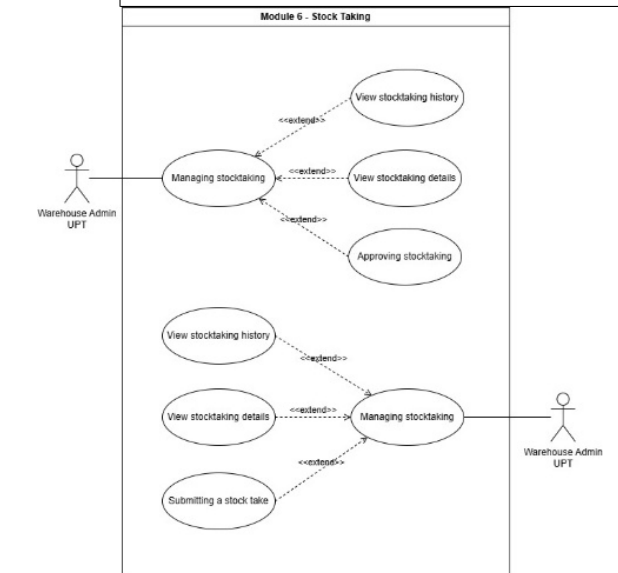 Module 6 - Stock Taking
View stocktaking history
<<extend>>
Managing stocktaking
<<extend>>
View stocktaking details
Warehouse Admin
UPT
<<extend>>
Approving stocktaking
View stocktaking history
<<extend>>
View stocktaking details
<<extend>>
Managing stocktaking
Warehouse Admin
UPT
<<extend>>
Submitting a stock take